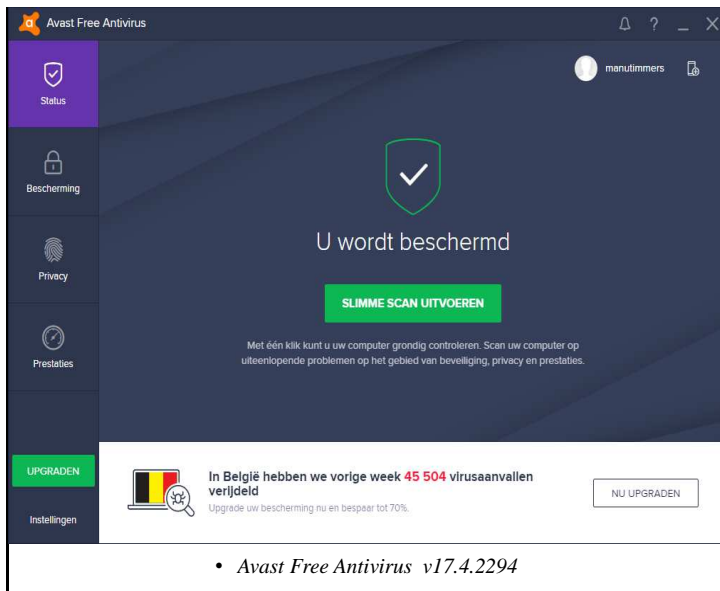 Avast Free Antivirus
?
manutimmers
Status
Bescherming
Privacy
Prestaties
UPGRADEN
Instellingen
U wordt beschermd
SLIMME SCAN UITVOEREN
Met één klik kunt u uw computer grondig controleren. Scan uw computer op
uiteenlopende problemen op het gebied van beveiliging, privacy en prestaties.
In België hebben we vorige week 45 504 virusaanvallen
verijdeld
Upgrade uw bescherming nu en bespaar tot 70%.
NU UPGRADEN
• Avast Free Antivirus v17.4.2294